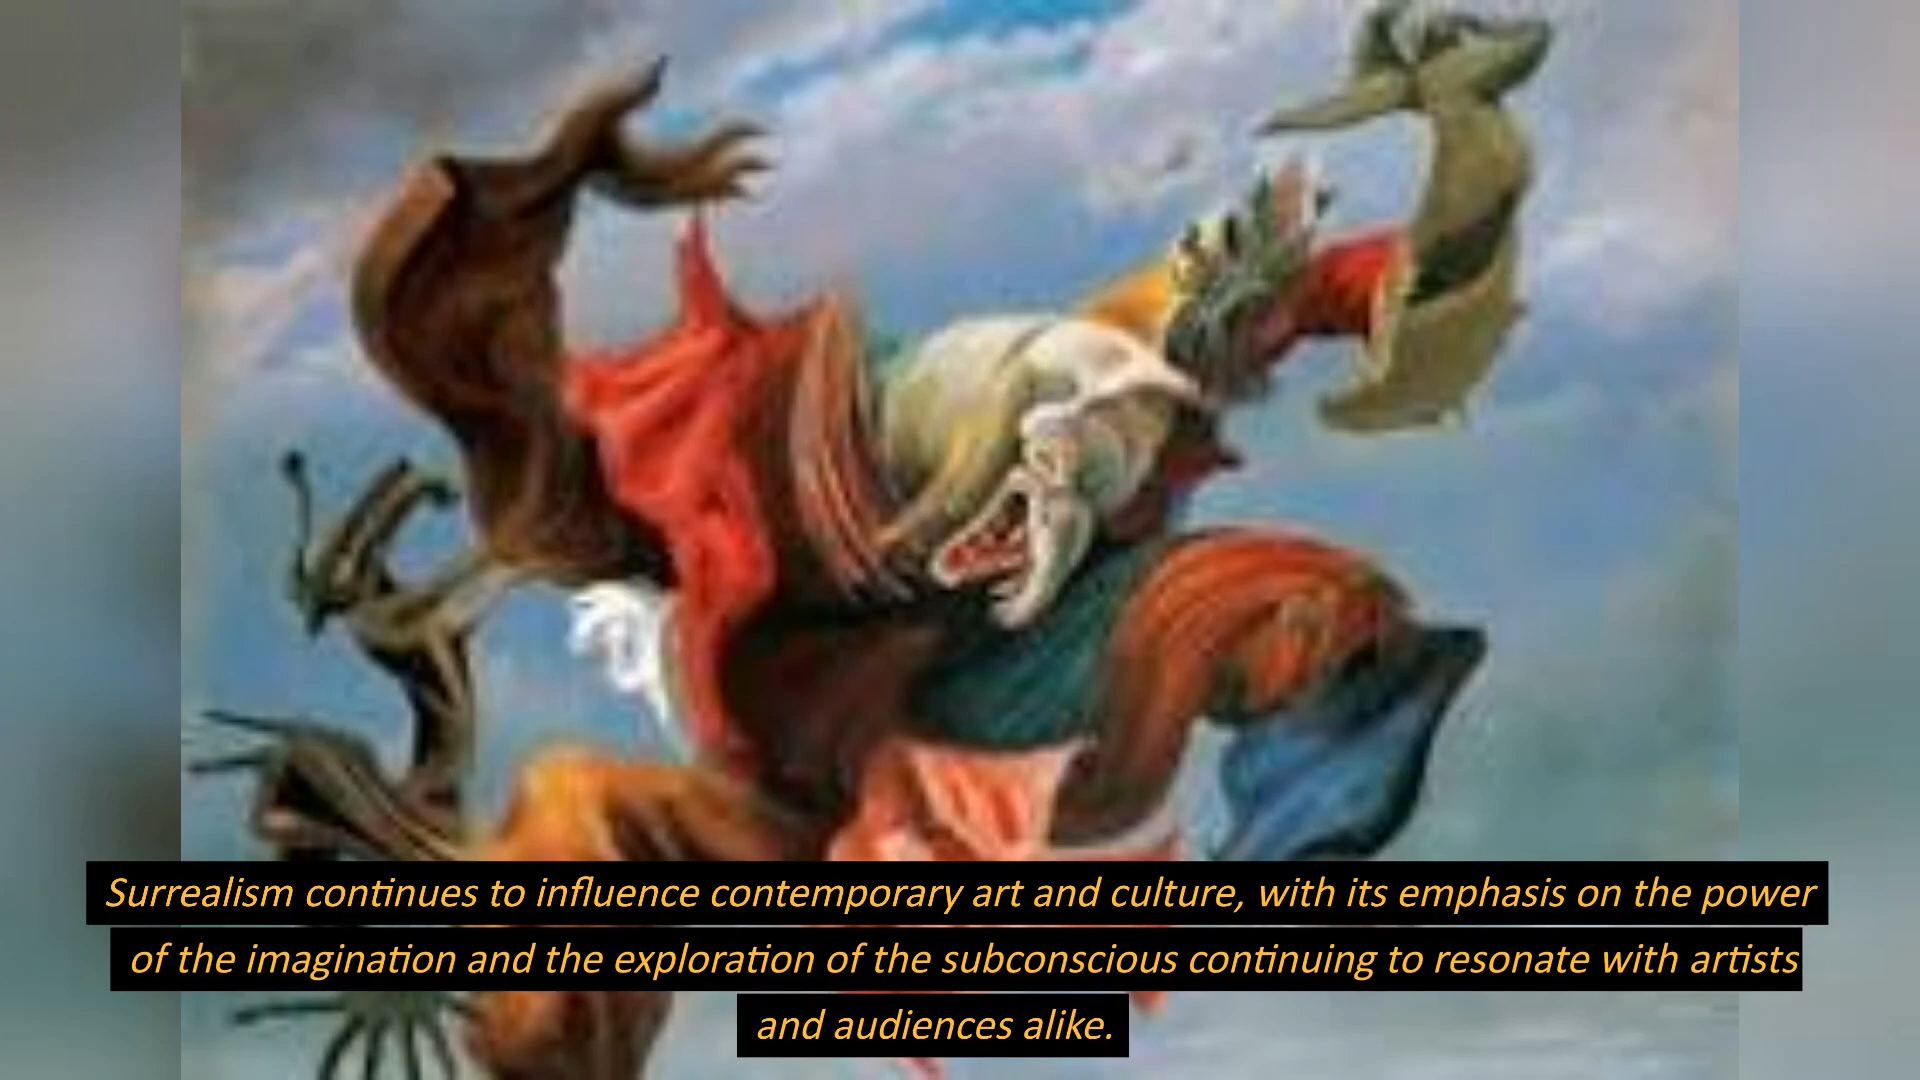 Surrealism continues to influence contemporary art and culture, with its emphasis on the power
of the imagination and the exploration of the subconscious continuing to resonate with artists
and audiences alike.